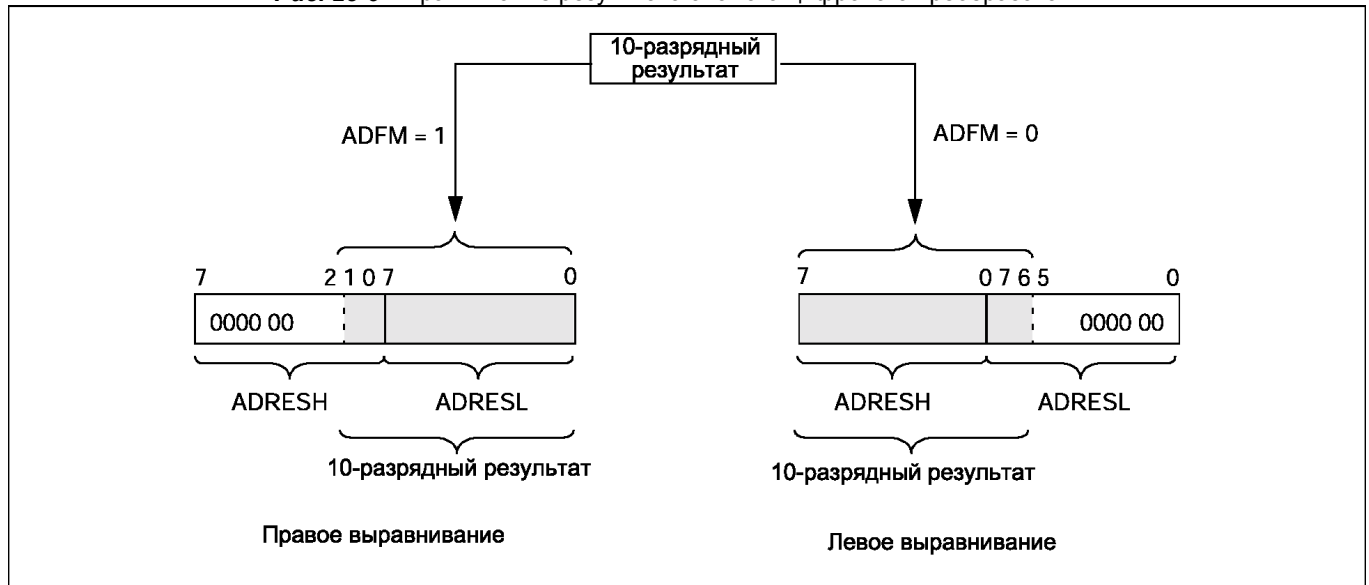 10-разрядный
результат
ADFM = 1
ADFM = 0
7 2 1 0 7 0
7 0 7 6 5 0
0000 00
0000 00
ADRESH ADRESL
ADRESH ADRESL
10-разрядный результат
10-разрядный результат
Правое выравнивание
Левое выравнивание